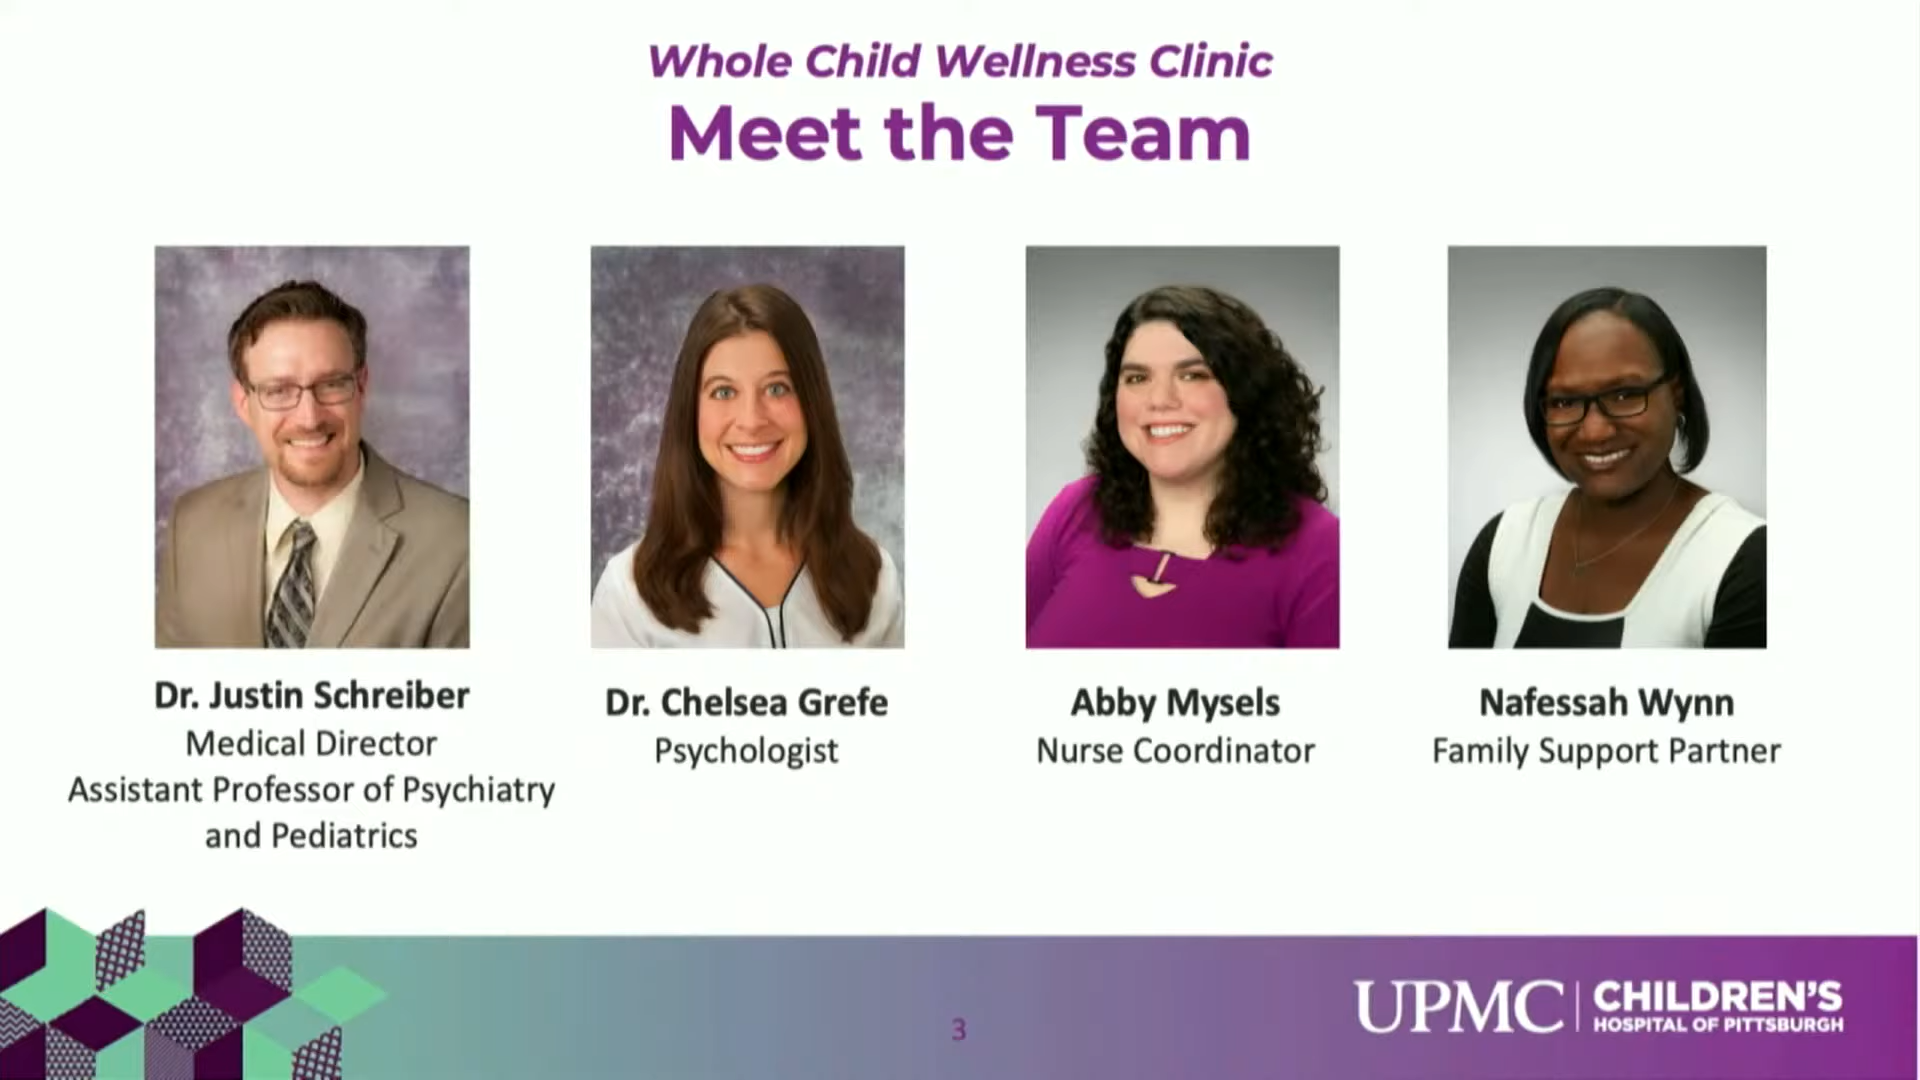 Whole Child Wellness Clinic
Meet the Team
Dr. Justin Schreiber
Medical Director
Assistant Professor of Psychiatry
and Pediatrics
Dr. Chelsea Grefe
Psychologist
Abby Mysels
Nurse Coordinator
Nafessah Wynn
Family Support Partner
3
UPMC | CHILDREN'S
HOSPITAL OF PITTSBURGH